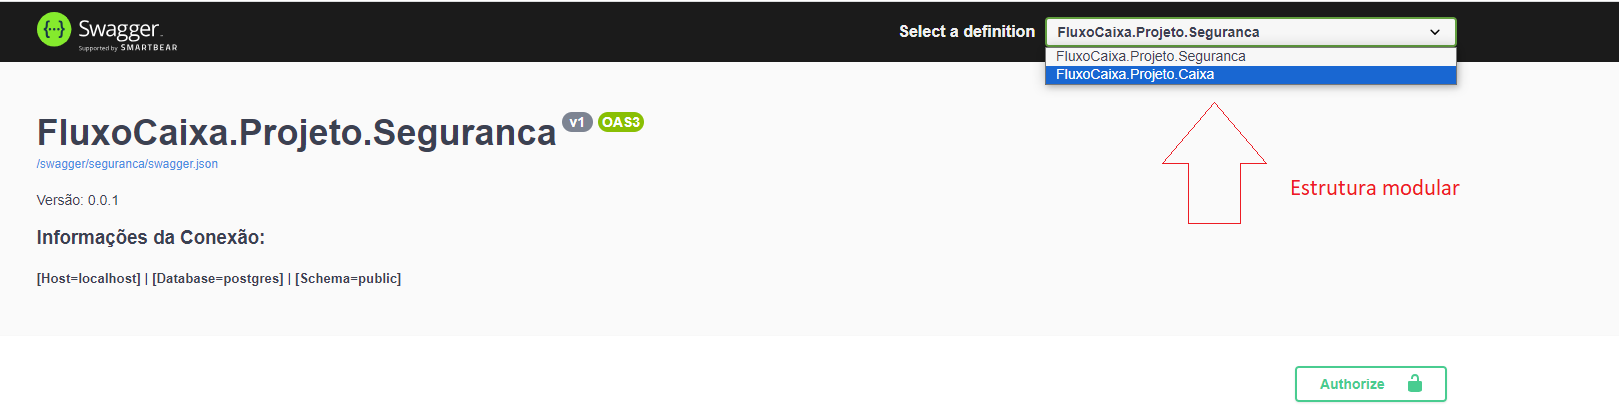 Swagger
Supported by SMARTBEAR
Select a definition
FluxoCaixa.Projeto.Seguranca
FluxoCaixa.Projeto.Seguranca
FluxoCaixa.Projeto.Caixa
FluxoCaixa.Projeto.Seguranca v1 OAS3
/swagger/seguranca/swagger.json
Estrutura modular
Versão: 0.0.1
Informações da Conexão:
[Host=localhost] | [Database=postgres] | [Schema=public]
Authorize